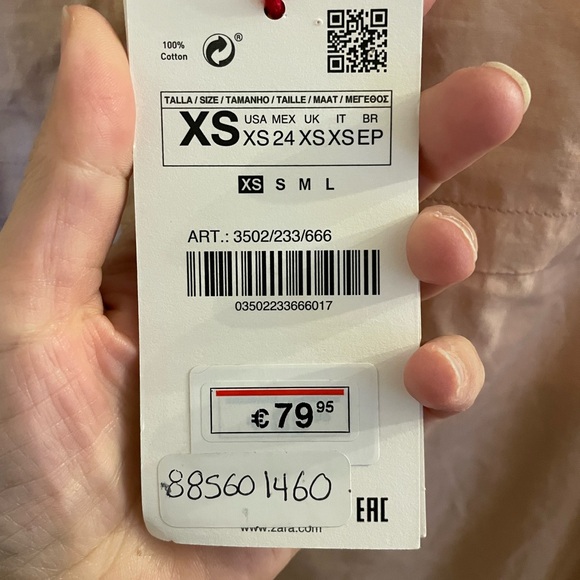 100%
Cotton
®
TALLA / SIZE / TAMANHO / TAILLE / MAAT / ΜΕΓΕΘΟΣ
XS USA MEX UK IT BR
XS 24 XS XS EP
XS S M L
ART.: 3502/233/666
03502233666017
€ 79 95
885601460
www.zara.com
EAC